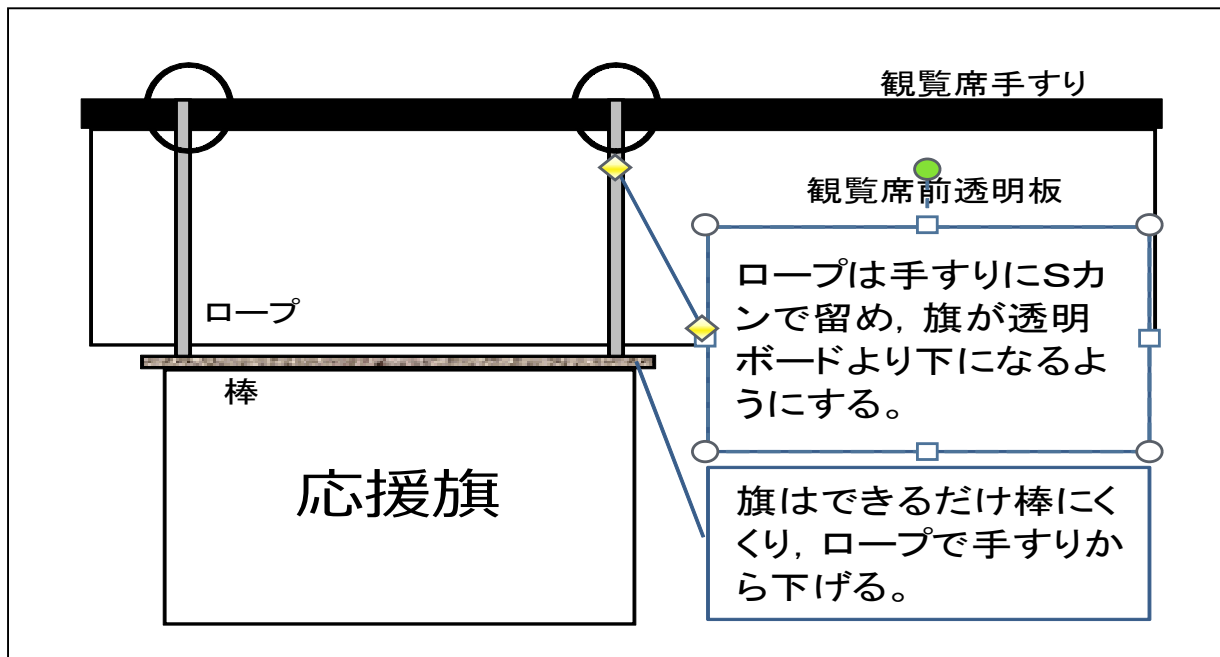 観覧席手すり
観覧席前透明板
ロープは手すりにSカ
ンで留め，旗が透明
ボードより下になるよ
うにする。
ロープ
棒
応援旗
旗はできるだけ棒にく
くり，ロープで手すりか
ら下げる。